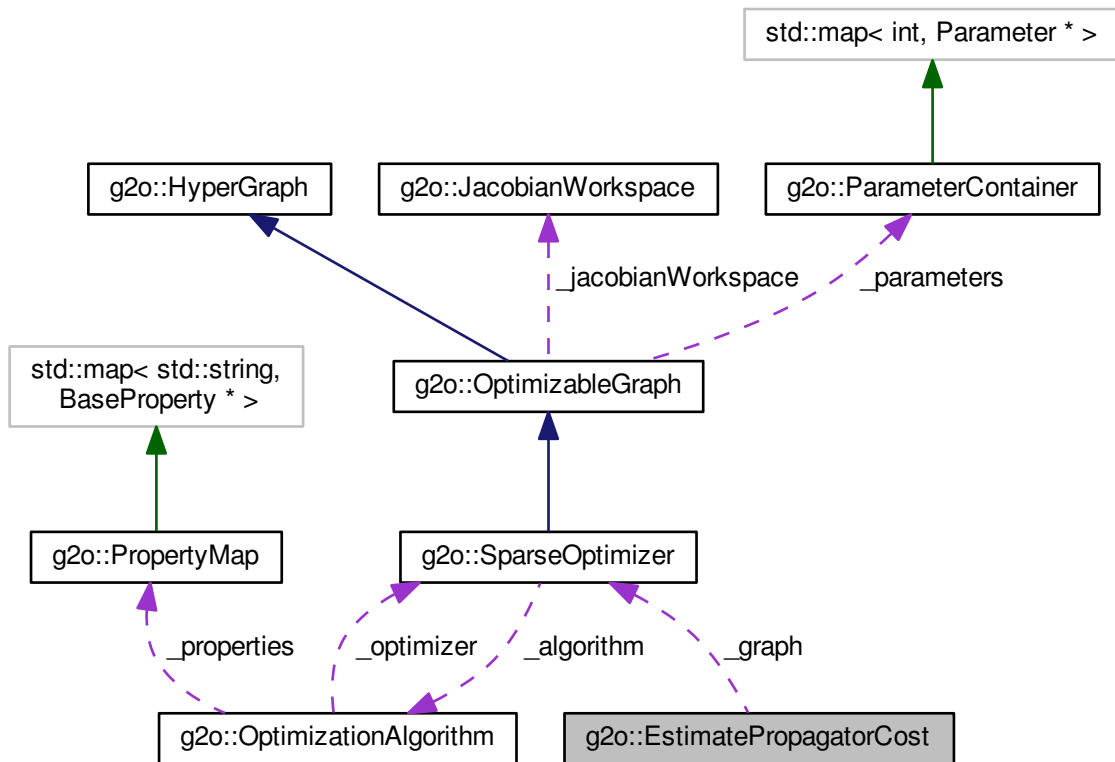 std::map< int, Parameter * >
g2o::HyperGraph
g2o::JacobianWorkspace
g2o::ParameterContainer
_jacobianWorkspace
_parameters
std::map< std::string,
BaseProperty * >
g2o::OptimizableGraph
g2o::PropertyMap
g2o::SparseOptimizer
_properties
_optimizer
_algorithm
_graph
g2o::OptimizationAlgorithm
g2o::EstimatePropagatorCost